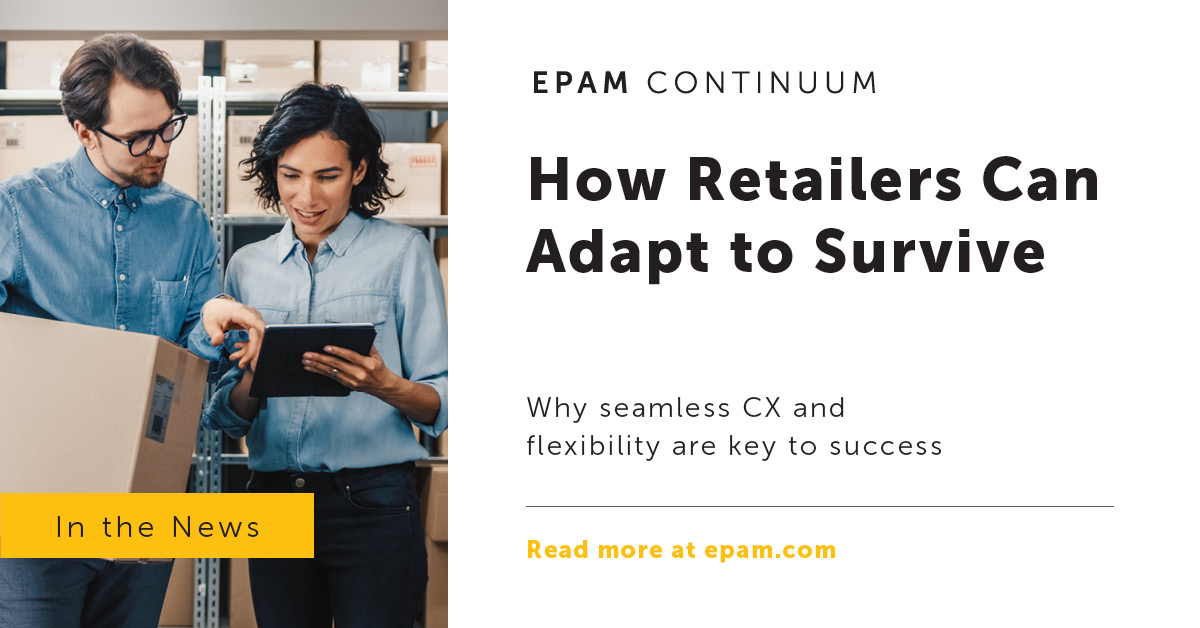 EPAM CONTINUUM
How Retailers Can
Adapt to Survive
Why seamless CX and
flexibility are key to success
In the News
Read more at epam.com